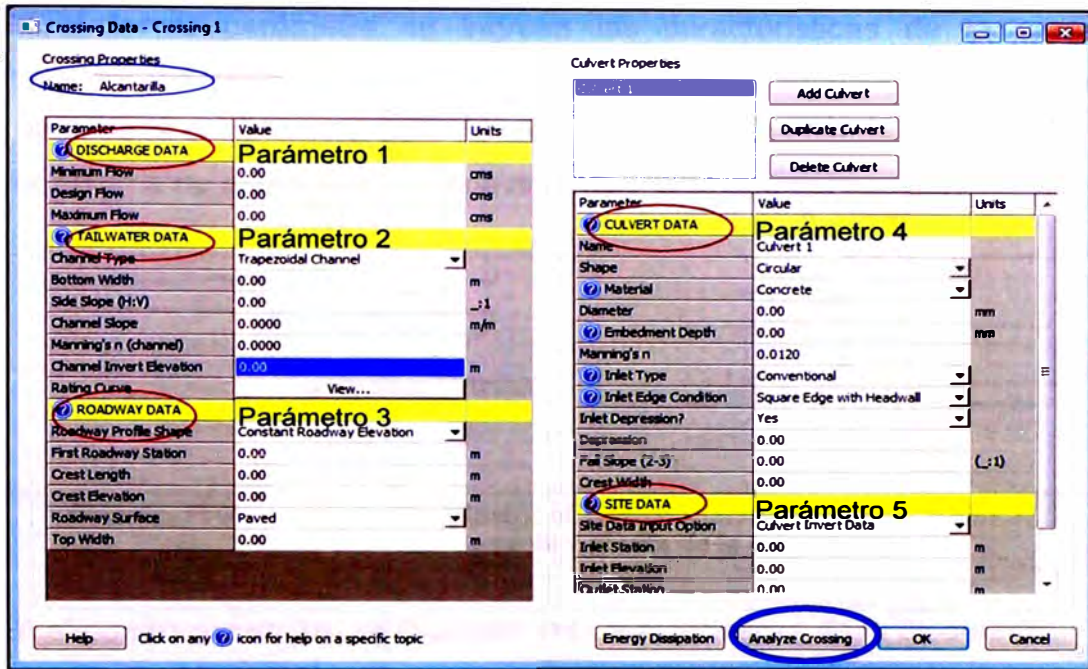 Crossing Data - Crossing 1
Crossing Properties
Name: Alcantarilla
Parameter Value Units
DISCHARGE DATA Parámetro 1
Minimum Flow 0.00 cms
Design Flow 0.00 cms
Maximum Flow 0.00 cms
TAILWATER DATA Parámetro 2
Channel Type Trapezoidal Channel
Bottom Width 0.00 m
Side Slope (H:V) 0.00 _:1
Channel Slope 0.0000 m/m
Manning's n (channel) 0.0000
Channel Invert Elevation 0.00 m
Rating Curve View...
ROADWAY DATA Parámetro 3
Roadway Profile Shape Constant Roadway Elevation
First Roadway Station 0.00 m
Crest Length 0.00 m
Crest Elevation 0.00 m
Roadway Surface Paved
Top Width 0.00 m
Culvert Properties
Culvert 1
Add Culvert
Duplicate Culvert
Delete Culvert
Parameter Value Units
CULVERT DATA Parámetro 4
Name Culvert 1
Shape Circular
Material Concrete
Diameter 0.00 mm
Embedment Depth 0.00 mm
Manning's n 0.0120
Inlet Type Conventional
Inlet Edge Condition Square Edge with Headwall
Inlet Depression? Yes
Depression 0.00
Fall Slope (2-3) 0.00 (_:1)
Crest Width 0.00
SITE DATA Parámetro 5
Site Data Input Option Culvert Invert Data
Inlet Station 0.00 m
Inlet Elevation 0.00 m
Outlet Station 0.00 m
Help Click on any ? icon for help on a specific topic Energy Dissipation Analyze Crossing OK Cancel